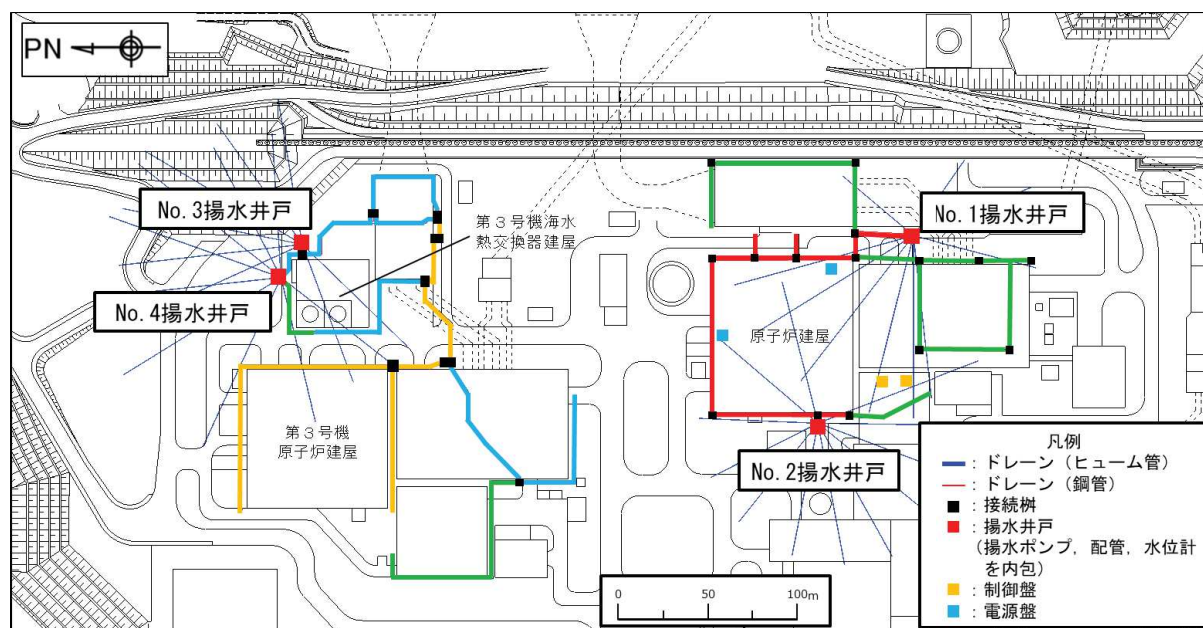 PN
No.3揚水井戸
第3号機海水
熱交換器建屋
No.1揚水井戸
No.4揚水井戸
原子炉建屋
第3号機
原子炉建屋
No.2揚水井戸
凡例
：ドレーン（ヒューム管）
：ドレーン（鋼管）
：接続桝
：揚水井戸
（揚水ポンプ，配管，水位計
を内包）
：制御盤
：電源盤
0 50 100m